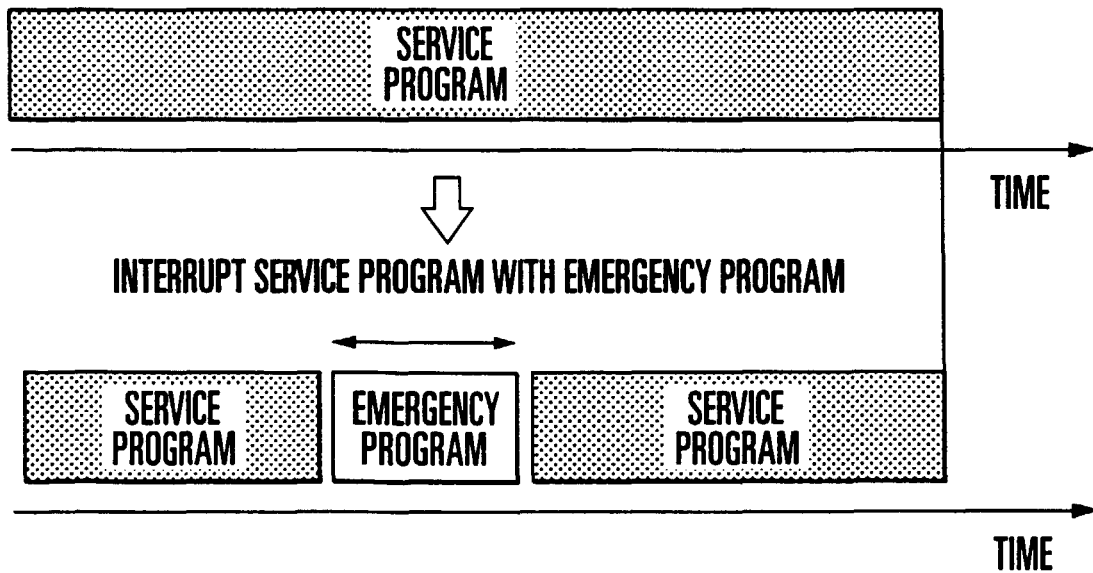 SERVICE
PROGRAM
TIME
INTERRUPT SERVICE PROGRAM WITH EMERGENCY PROGRAM
SERVICE
PROGRAM
EMERGENCY
PROGRAM
SERVICE
PROGRAM
TIME